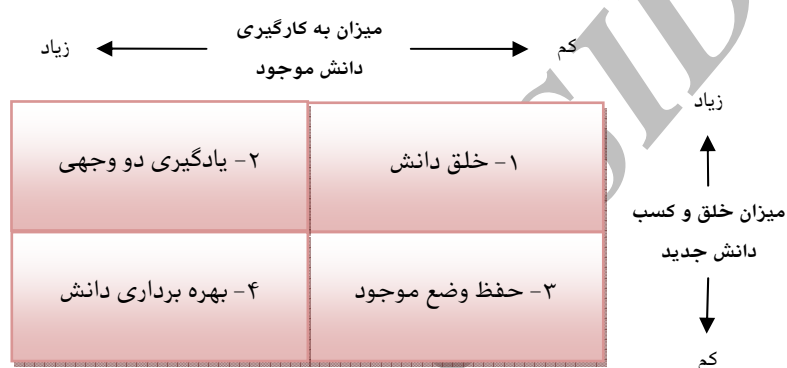 میزان به کارگیری
دانش موجود
کم
زیاد
۱- خلق دانش
۲- یادگیری دو وجهی
۳- حفظ وضع موجود
۴- بهره برداری دانش
زیاد
میزان خلق و کسب
دانش جدید
کم
SID